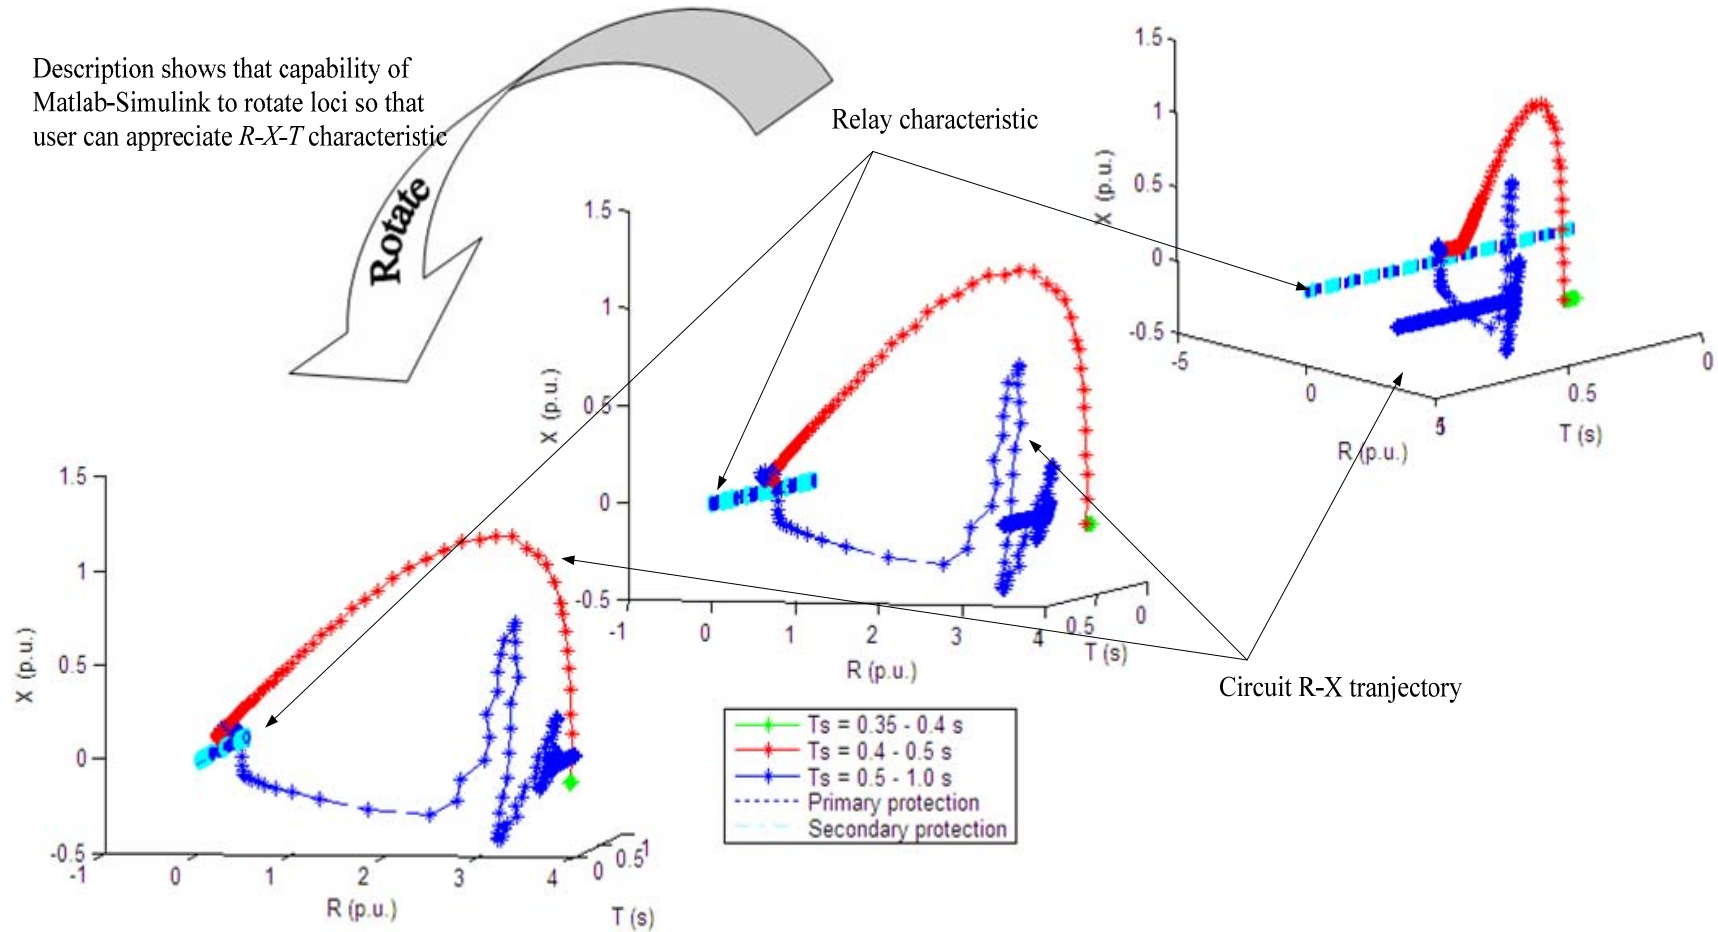 Description shows that capability of
Matlab-Simulink to rotate loci so that
user can appreciate R-X-T characteristic
Rotate
Relay characteristic
1.5
1
0.5
0
-0.5
X (p.u.)
-5
0
5
R (p.u.)
0.5
0
T (s)
1.5
1
0.5
0
-0.5
X (p.u.)
-1
0
1
2
3
4
R (p.u.)
0.5
0
T (s)
1.5
1
0.5
0
-0.5
X (p.u.)
-1
0
1
2
3
4
R (p.u.)
0
0.5
1
T (s)
Circuit R-X tranjectory
Ts = 0.35 - 0.4 s
Ts = 0.4 - 0.5 s
Ts = 0.5 - 1.0 s
Primary protection
Secondary protection